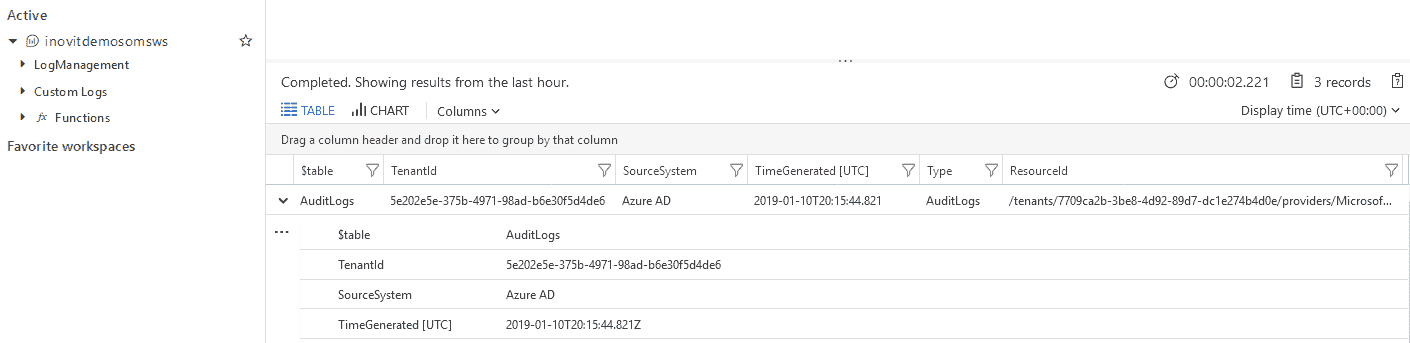 Active
inovitdemosomsws
LogManagement
Custom Logs
fx Functions
Favorite workspaces
Completed. Showing results from the last hour.
00:00:02.221
3 records
TABLE
CHART
Columns
Display time (UTC+00:00)
Drag a column header and drop it here to group by that column
$table TenantId SourceSystem TimeGenerated [UTC] Type ResourceId
AuditLogs 5e202e5e-375b-4971-98ad-b6e30f5d4de6 Azure AD 2019-01-10T20:15:44.821 AuditLogs /tenants/7709ca2b-3be8-4d92-89d7-dc1e274b4d0e/providers/Microsof...
$table AuditLogs
TenantId 5e202e5e-375b-4971-98ad-b6e30f5d4de6
SourceSystem Azure AD
TimeGenerated [UTC] 2019-01-10T20:15:44.821Z